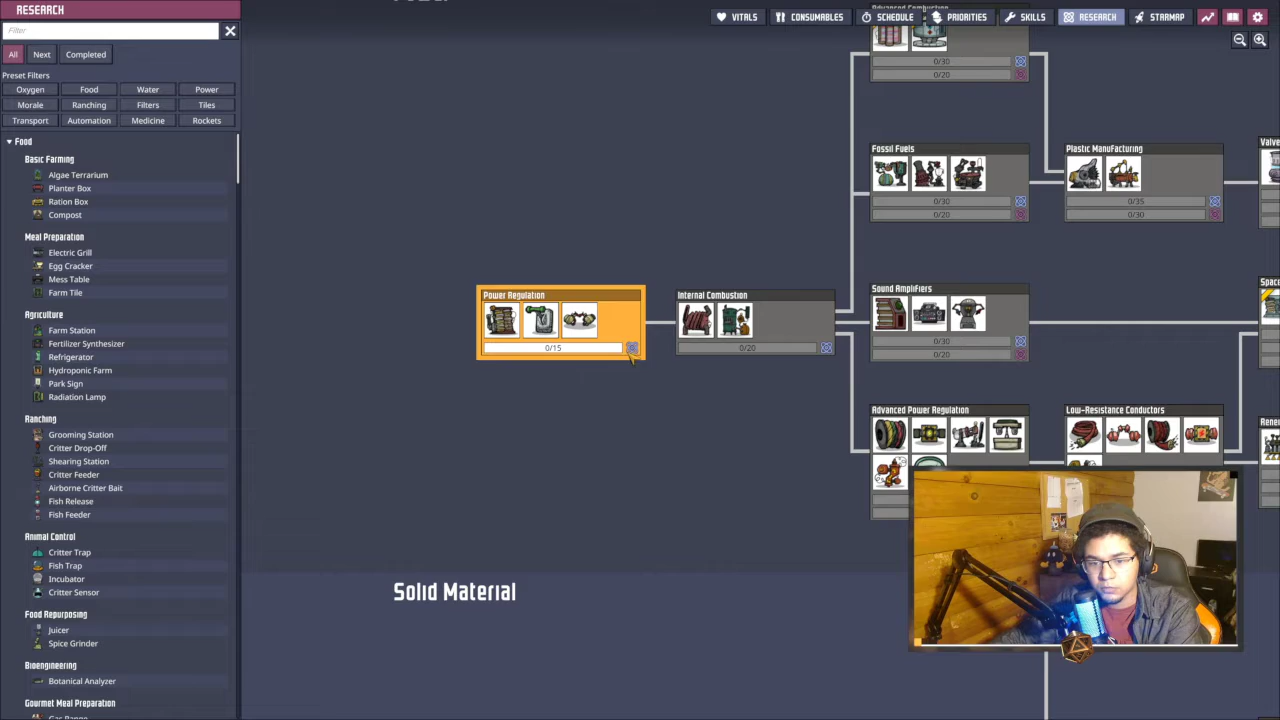 RESEARCH
VITALS
CONSUMABLES
SCHEDULE
PRIORITIES
SKILLS
RESEARCH
STARMAP
Filter
All
Next
Completed
Preset Filters
Oxygen
Food
Water
Power
Morale
Ranching
Filters
Tiles
Transport
Automation
Medicine
Rockets
Food
Basic Farming
Algae Terrarium
Planter Box
Ration Box
Compost
Meal Preparation
Electric Grill
Egg Cracker
Mess Table
Farm Tile
Agriculture
Farm Station
Fertilizer Synthesizer
Refrigerator
Hydroponic Farm
Park Sign
Radiation Lamp
Ranching
Grooming Station
Critter Drop-Off
Shearing Station
Critter Feeder
Airborne Critter Bait
Fish Release
Fish Feeder
Animal Control
Critter Trap
Fish Trap
Incubator
Critter Sensor
Food Repurposing
Juicer
Spice Grinder
Bioengineering
Botanical Analyzer
Gourmet Meal Preparation
Gas Range
Power Regulation
0/15
Internal Combustion
0/20
Advanced Combustion
0/30
0/20
Fossil Fuels
0/30
0/20
Plastic Manufacturing
0/35
0/30
Sound Amplifiers
0/30
0/20
Advanced Power Regulation
Low-Resistance Conductors
Solid Material